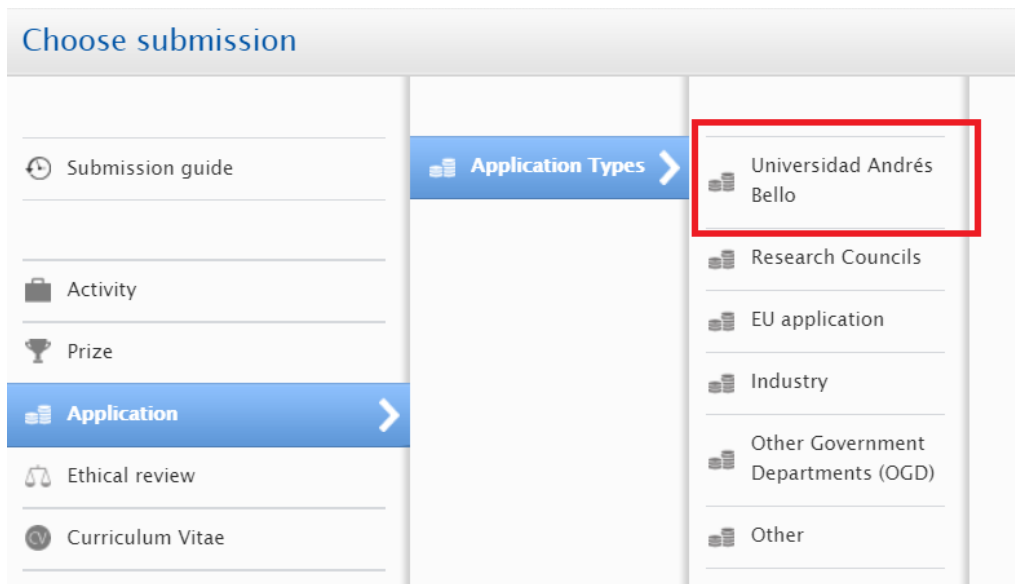 Choose submission
Submission guide
Activity
Prize
Application
Ethical review
CV
Curriculum Vitae
Application Types
Universidad Andrés
Bello
Research Councils
EU application
Industry
Other Government
Departments (OGD)
Other